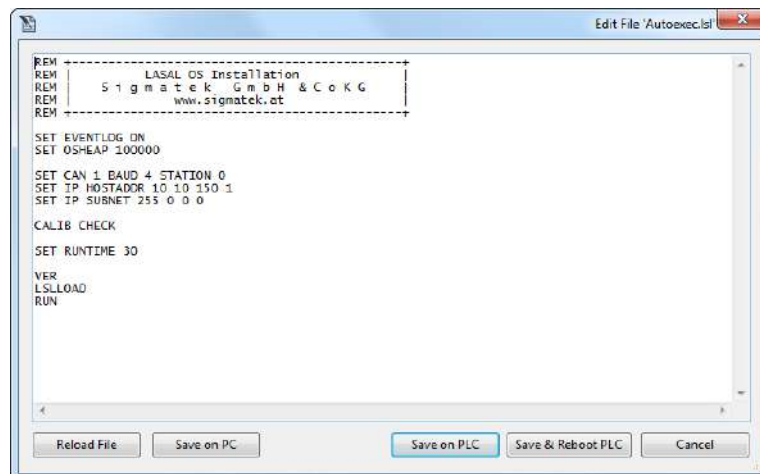 Edit File 'Autoexec.lsl'
REM +---------------------------------------------+
REM | LASAL OS Installation |
REM | S i g m a t e k  G m b H  & C o K G |
REM | www.sigmatek.at |
REM +---------------------------------------------+
SET EVENTLOG ON
SET OSHEAP 100000
SET CAN 1 BAUD 4 STATION 0
SET IP HOSTADDR 10 10 150 1
SET IP SUBNET 255 0 0 0
CALIB CHECK
SET RUNTIME 30
VER
LSLLOAD
RUN
Reload File Save on PC Save on PLC Save & Reboot PLC Cancel